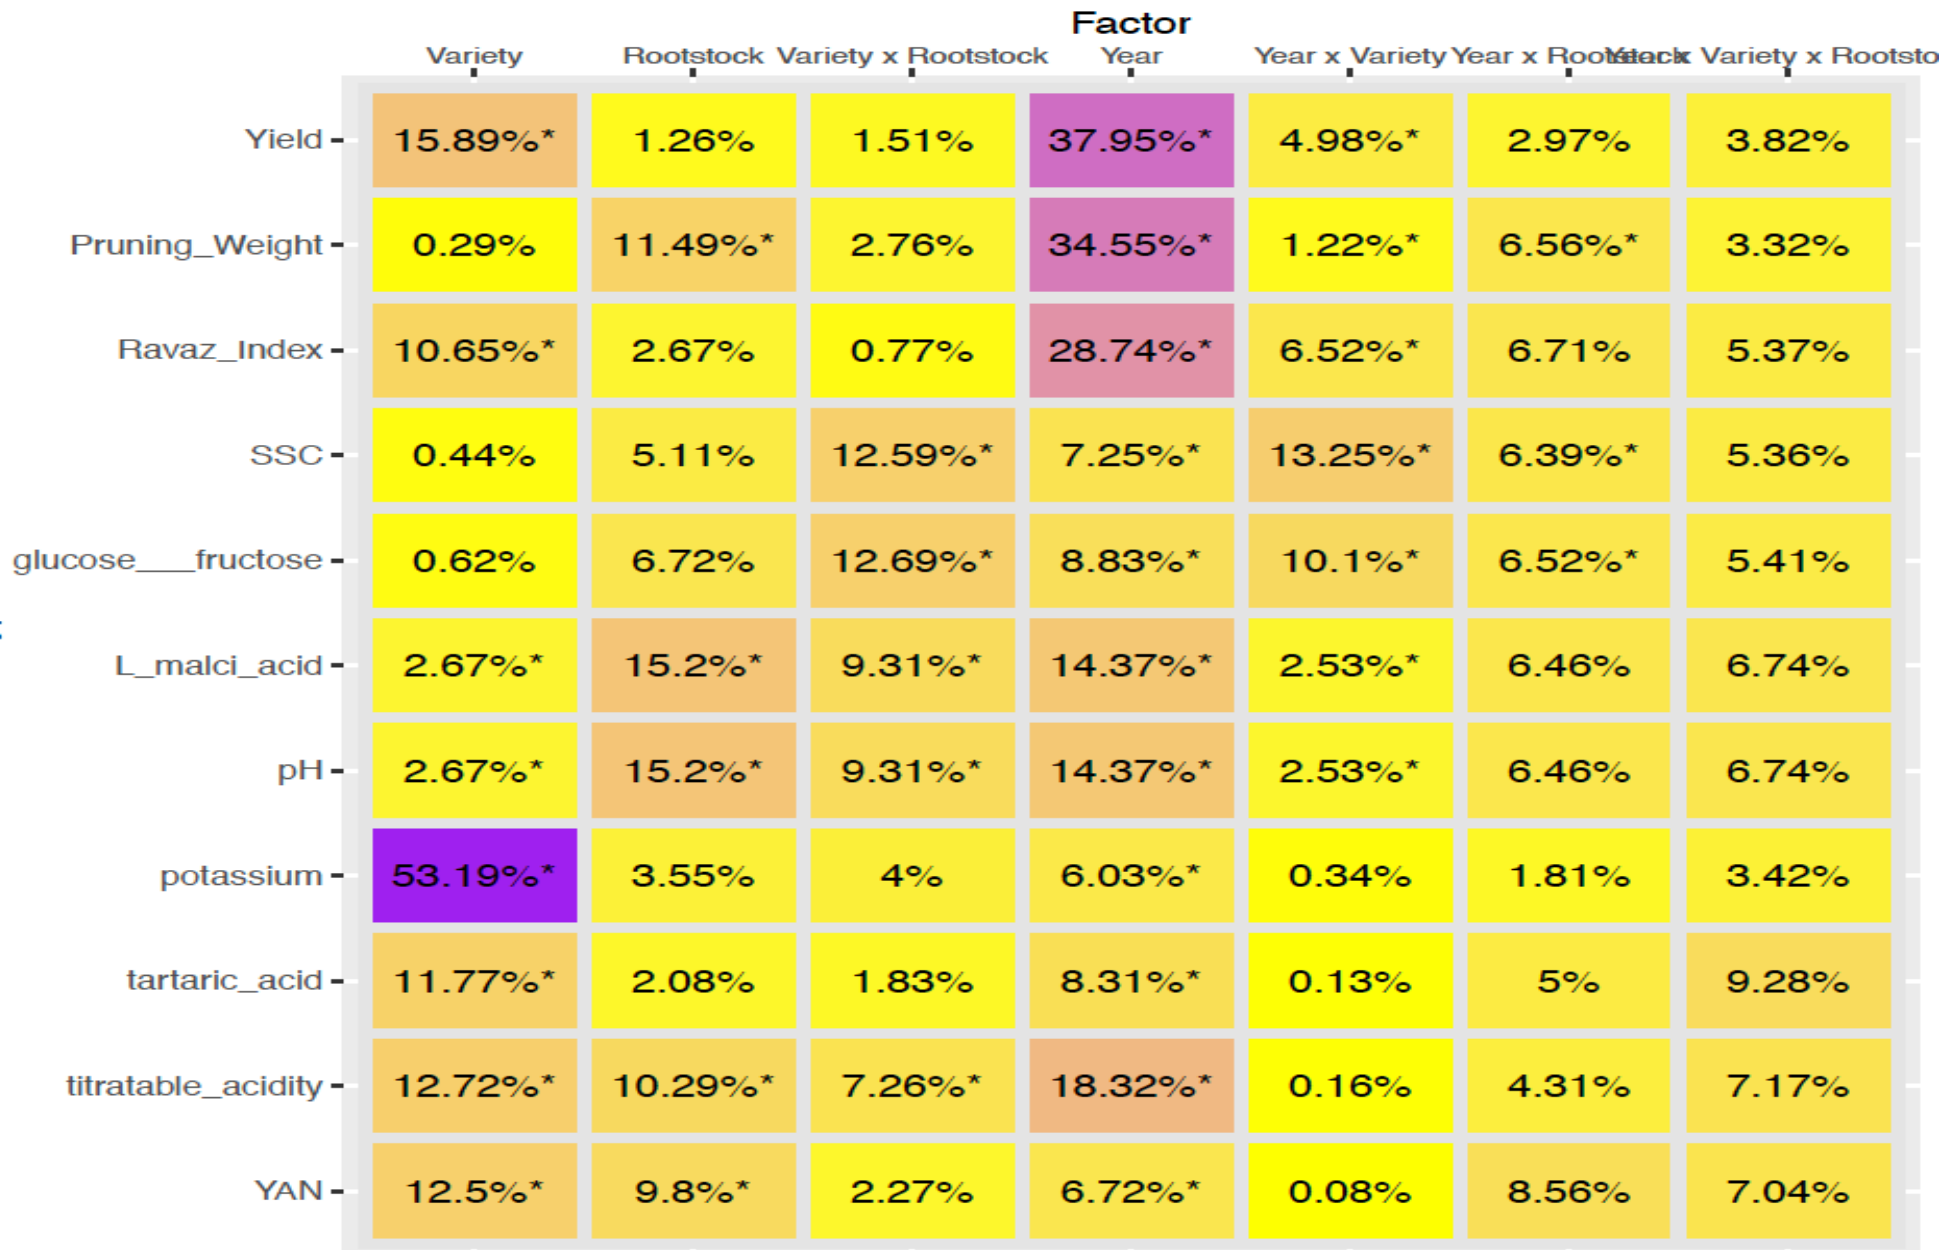 Factor
Variety Rootstock Variety x Rootstock Year Year x Variety Year x Rootstock Year x Variety x Rootsto
Yield 15.89%* 1.26% 1.51% 37.95%* 4.98%* 2.97% 3.82%
Pruning_Weight 0.29% 11.49%* 2.76% 34.55%* 1.22%* 6.56%* 3.32%
Ravaz_Index 10.65%* 2.67% 0.77% 28.74%* 6.52%* 6.71% 5.37%
SSC 0.44% 5.11% 12.59%* 7.25%* 13.25%* 6.39%* 5.36%
glucose___fructose 0.62% 6.72% 12.69%* 8.83%* 10.1%* 6.52%* 5.41%
L_malci_acid 2.67%* 15.2%* 9.31%* 14.37%* 2.53%* 6.46% 6.74%
pH 2.67%* 15.2%* 9.31%* 14.37%* 2.53%* 6.46% 6.74%
potassium 53.19%* 3.55% 4% 6.03%* 0.34% 1.81% 3.42%
tartaric_acid 11.77%* 2.08% 1.83% 8.31%* 0.13% 5% 9.28%
titratable_acidity 12.72%* 10.29%* 7.26%* 18.32%* 0.16% 4.31% 7.17%
YAN 12.5%* 9.8%* 2.27% 6.72%* 0.08% 8.56% 7.04%